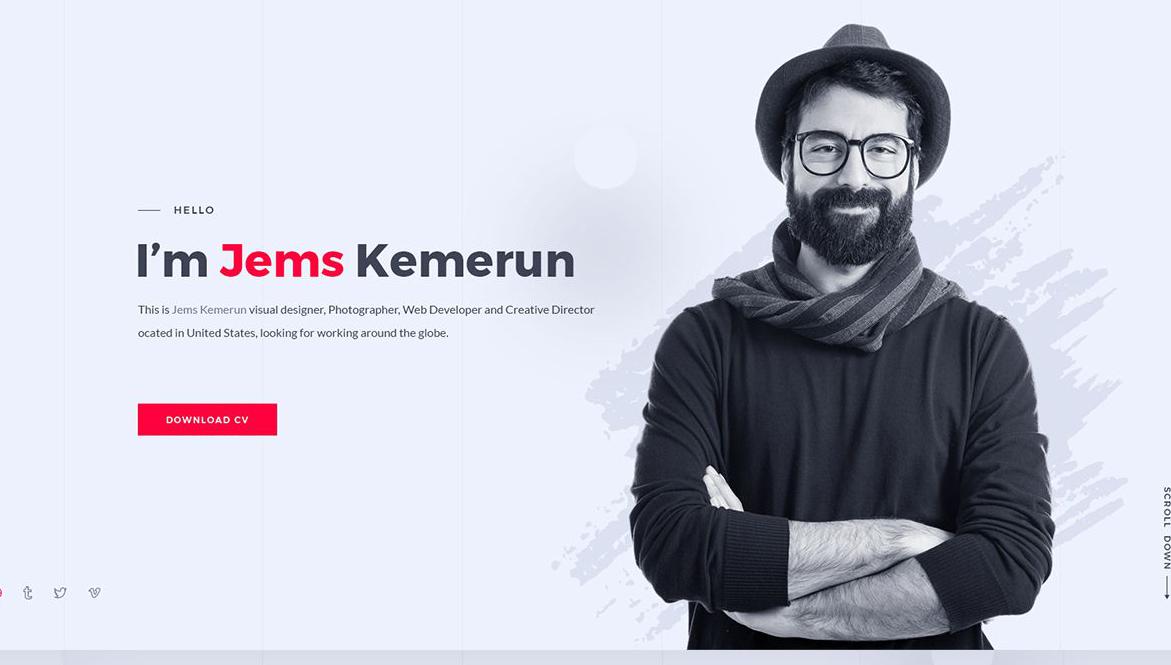 HELLO
I’m Jems Kemerun
This is Jems Kemerun visual designer, Photographer, Web Developer and Creative Director
ocated in United States, looking for working around the globe.
DOWNLOAD CV
SCROLL DOWN